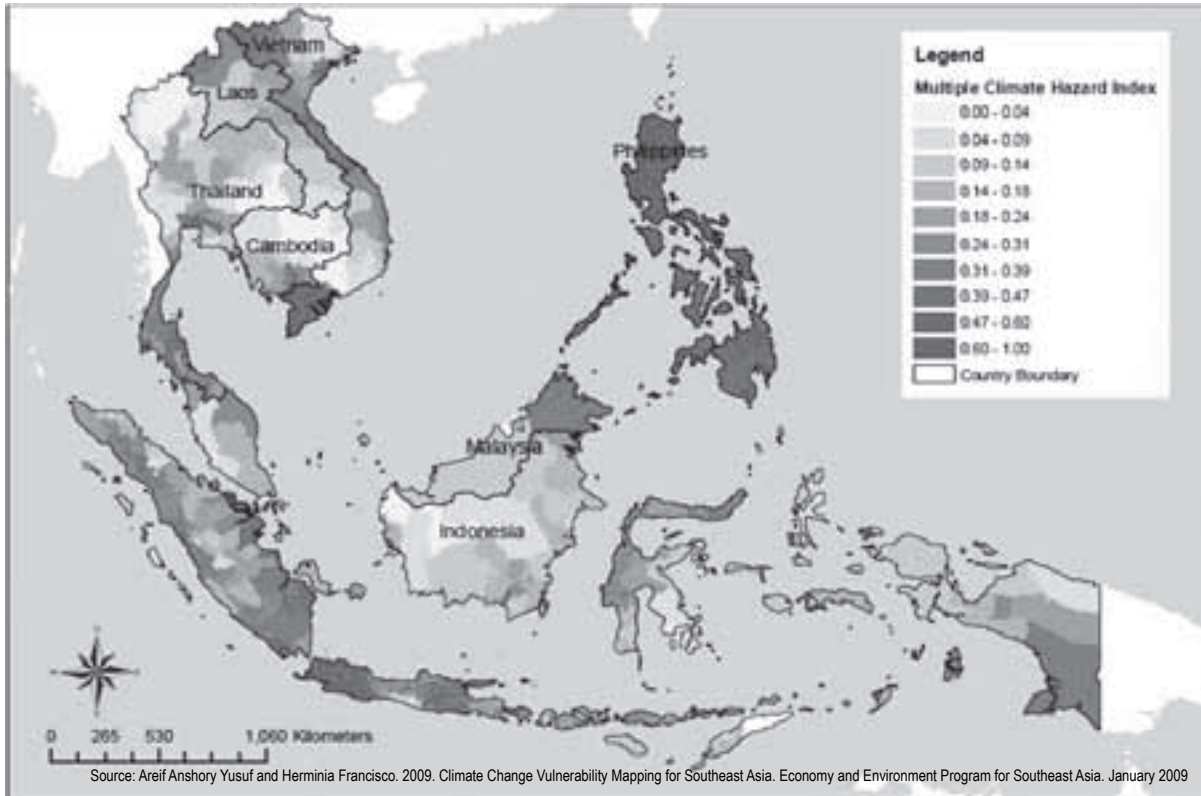 Vietnam
Laos
Thailand
Cambodia
Philippines
Malaysia
Indonesia
Legend
Multiple Climate Hazard Index
0.00 - 0.04
0.04 - 0.09
0.09 - 0.14
0.14 - 0.18
0.18 - 0.24
0.24 - 0.31
0.31 - 0.39
0.39 - 0.47
0.47 - 0.60
0.60 - 1.00
Country Boundary
0 265 530 1,060 Kilometers
Source: Areif Anshory Yusuf and Herminia Francisco. 2009. Climate Change Vulnerability Mapping for Southeast Asia. Economy and Environment Program for Southeast Asia. January 2009